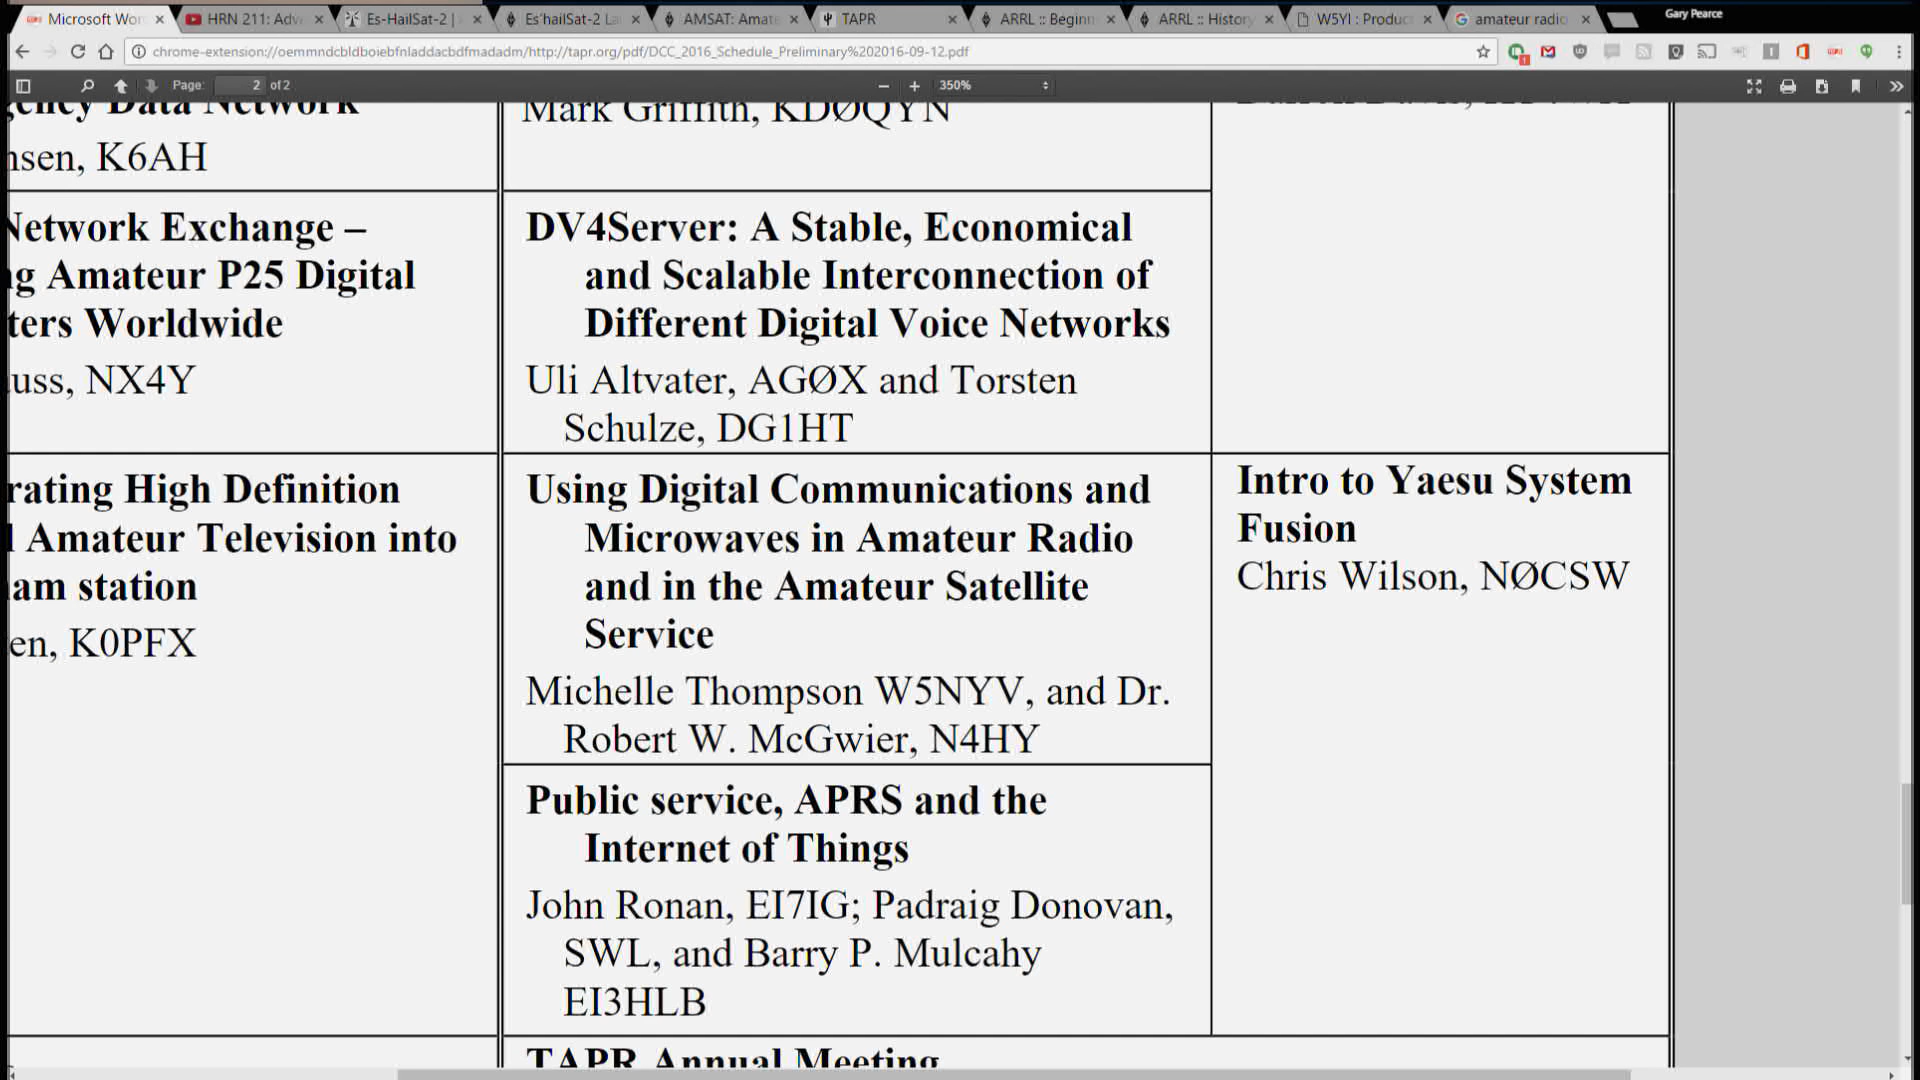 Gary Pearce
Microsoft Wor
HRN 211: Adv
Es-HailSat-2 |
Es'hailSat-2 La
AMSAT: Amate
TAPR
ARRL :: Beginn
ARRL :: History
W5YI : Produc
amateur radio
chrome-extension://oemmndcbldboiebfnladdacbdfmadadm/http://tapr.org/pdf/DCC_2016_Schedule_Preliminary%202016-09-12.pdf
Page: 2 of 2
350%
gency Data Network
nsen, K6AH
Network Exchange –
ng Amateur P25 Digital
ters Worldwide
uss, NX4Y
rating High Definition
l Amateur Television into
am station
en, K0PFX
Mark Griffith, KDØQYN
DV4Server: A Stable, Economical
and Scalable Interconnection of
Different Digital Voice Networks
Uli Altvater, AGØX and Torsten
Schulze, DG1HT
Using Digital Communications and
Microwaves in Amateur Radio
and in the Amateur Satellite
Service
Michelle Thompson W5NYV, and Dr.
Robert W. McGwier, N4HY
Public service, APRS and the
Internet of Things
John Ronan, EI7IG; Padraig Donovan,
SWL, and Barry P. Mulcahy
EI3HLB
TAPR Annual Meeting
Intro to Yaesu System
Fusion
Chris Wilson, NØCSW